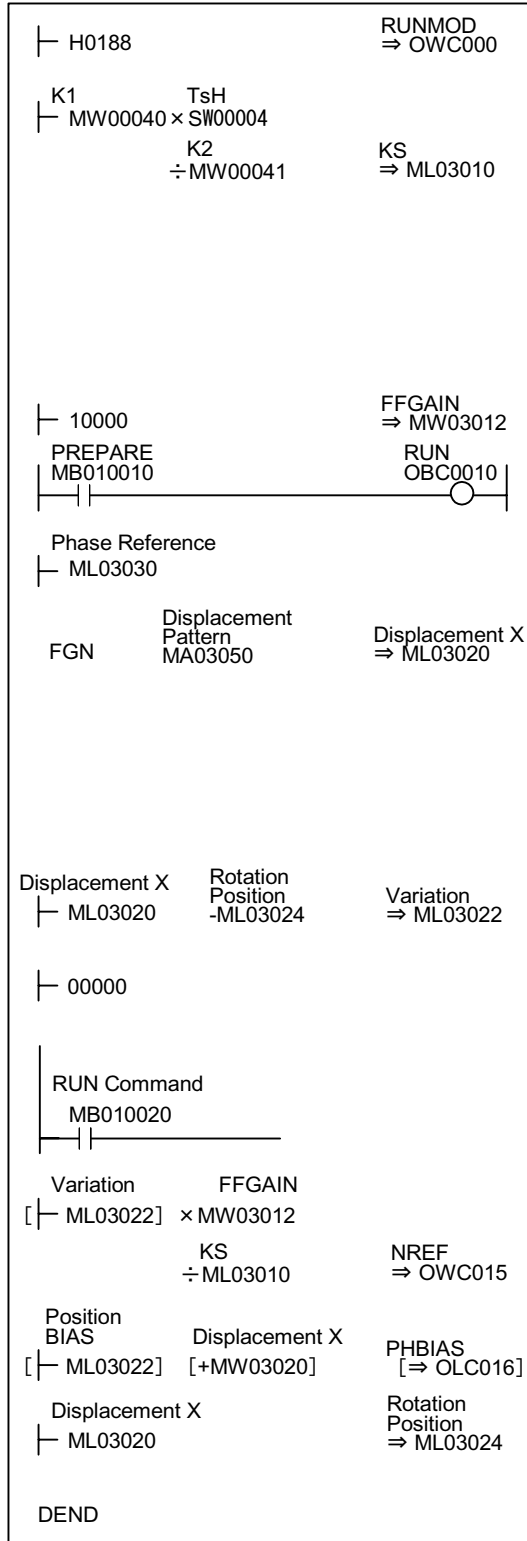 RUNMOD
H0188 ⇒ OWC000
K1 TsH
MW00040 × SW00004
K2 KS
÷MW00041 ⇒ ML03010
FFGAIN
10000 ⇒ MW03012
PREPARE RUN
MB010010 OBC0010
Phase Reference
ML03030
Displacement
Pattern Displacement X
FGN MA03050 ⇒ ML03020
Displacement X Rotation
Position Variation
ML03020 -ML03024 ⇒ ML03022
00000
RUN Command
MB010020
Variation FFGAIN
[ ML03022] ×MW03012
KS NREF
÷ML03010 ⇒ OWC015
Position
BIAS Displacement X PHBIAS
[ ML03022] [+MW03020] [⇒ OLC016]
Displacement X Rotation
Position
ML03020 ⇒ ML03024
DEND